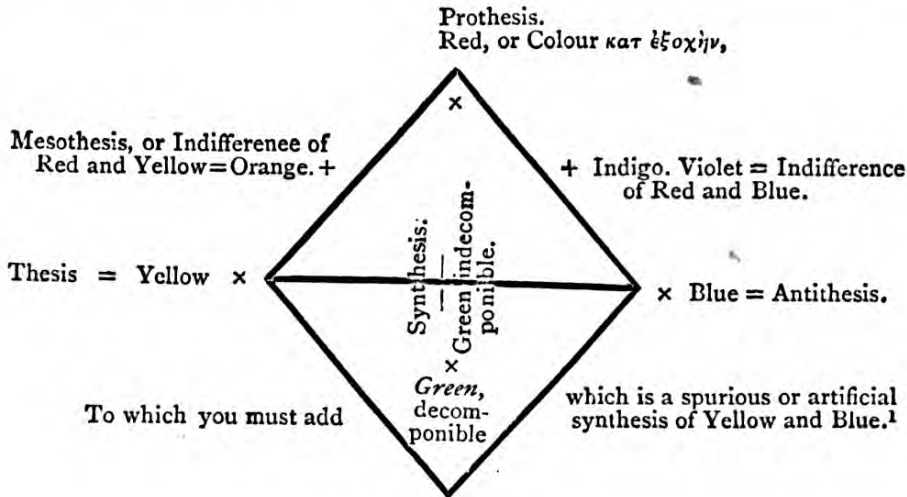 Prothesis.
Red, or Colour κατ ἐξοχὴν,
×
Mesothesis, or Indifference of
Red and Yellow=Orange. +
+ Indigo. Violet = Indifference
of Red and Blue.
Synthesis:
—
Green indecom-
ponible.
Thesis = Yellow ×
× Blue = Antithesis.
×
Green,
decom-
ponible
To which you must add
which is a spurious or artificial
synthesis of Yellow and Blue.¹